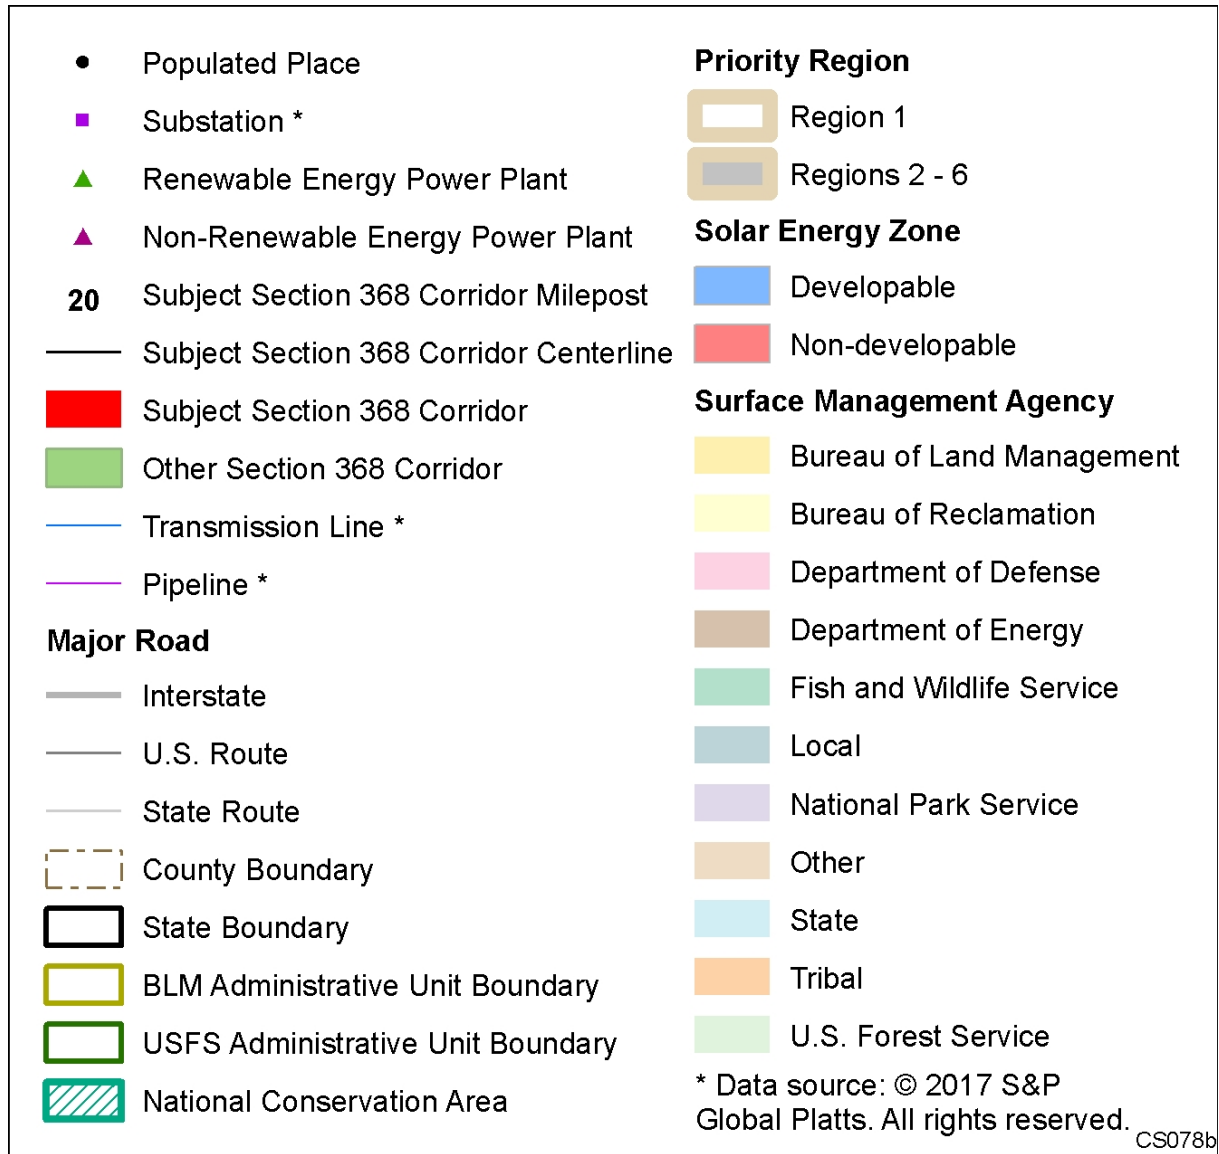 Populated Place
Substation *
Renewable Energy Power Plant
Non-Renewable Energy Power Plant
20 Subject Section 368 Corridor Milepost
Subject Section 368 Corridor Centerline
Subject Section 368 Corridor
Other Section 368 Corridor
Transmission Line *
Pipeline *
Major Road
Interstate
U.S. Route
State Route
County Boundary
State Boundary
BLM Administrative Unit Boundary
USFS Administrative Unit Boundary
National Conservation Area
Priority Region
Region 1
Regions 2 - 6
Solar Energy Zone
Developable
Non-developable
Surface Management Agency
Bureau of Land Management
Bureau of Reclamation
Department of Defense
Department of Energy
Fish and Wildlife Service
Local
National Park Service
Other
State
Tribal
U.S. Forest Service
* Data source: © 2017 S&P
Global Platts. All rights reserved.
CS078b